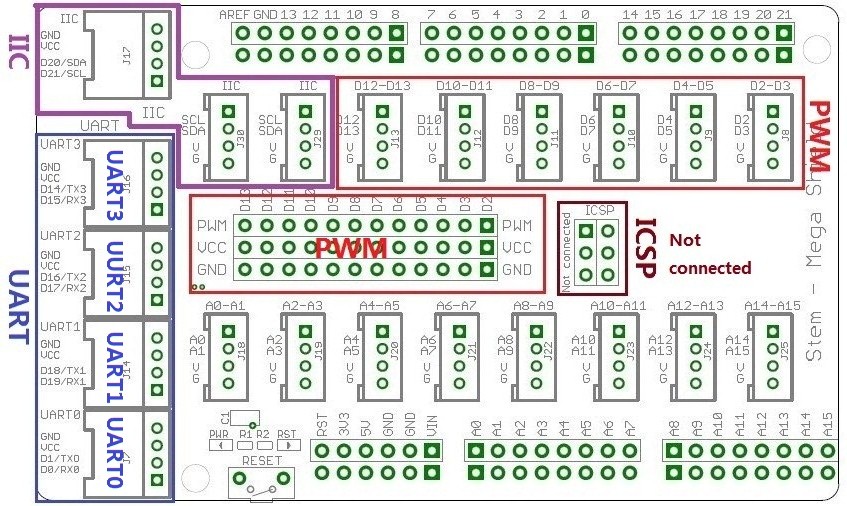 IIC
IIC
GND
VCC
D20/SDA
D21/SCL
J17
IIC
AREF GND 13 12 11 10 9 8
7 6 5 4 3 2 1 0
14 15 16 17 18 19 20 21
IIC
SCL
SDA
V
G
J30
IIC
SCL
SDA
V
G
J29
D12-D13
D12
D13
V
G
J13
D10-D11
D10
D11
V
G
J12
D8-D9
D8
D9
V
G
J11
D6-D7
D6
D7
V
G
J10
D4-D5
D4
D5
V
G
J9
D2-D3
D2
D3
V
G
J8
PWM
UART
UART
UART3
GND
VCC
D14/TX3
D15/RX3
UART3
J16
UART2
GND
VCC
D16/TX2
D17/RX2
UURT2
J15
UART1
GND
VCC
D18/TX1
D19/RX1
UART1
J14
UART0
GND
VCC
D1/TX0
D0/RX0
UART0
D13 D12 D11 D10 D9 D8 D7 D6 D5 D4 D3 D2
PWM PWM
VCC PWM VCC
GND GND
ICSP
Not connected
ICSP
Not
connected
A0-A1
A0
A1
V
G
J18
A2-A3
A2
A3
V
G
J19
A4-A5
A4
A5
V
G
J20
A6-A7
A6
A7
V
G
J21
A8-A9
A8
A9
V
G
J22
A10-A11
A10
A11
V
G
J23
A12-A13
A12
A13
V
G
J24
A14-A15
A14
A15
V
G
J25
Stem - Mega
C1
PWR R1 R2 RST
RESET
RST 3V3 5V GND GND VIN
A0 A1 A2 A3 A4 A5 A6 A7
A8 A9 A10 A11 A12 A13 A14 A15